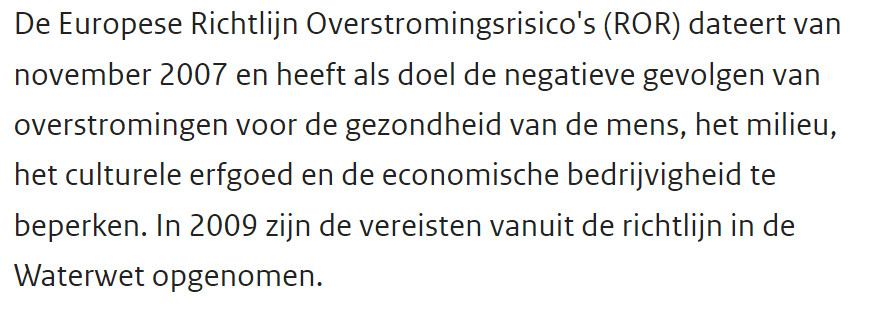 De Europese Richtlijn Overstromingsrisico's (ROR) dateert van
november 2007 en heeft als doel de negatieve gevolgen van
overstromingen voor de gezondheid van de mens, het milieu,
het culturele erfgoed en de economische bedrijvigheid te
beperken. In 2009 zijn de vereisten vanuit de richtlijn in de
Waterwet opgenomen.